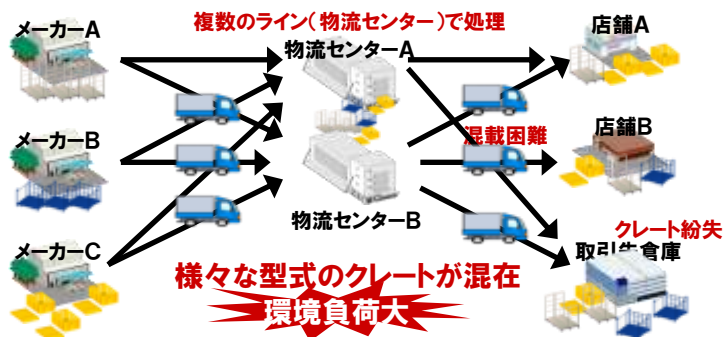 メーカーA
複数のライン(物流センター)で処理
店舗A
物流センターA
メーカーB
混載困難
店舗B
物流センターB
クレート紛失
メーカーC
取引先倉庫
様々な型式のクレートが混在
環境負荷大